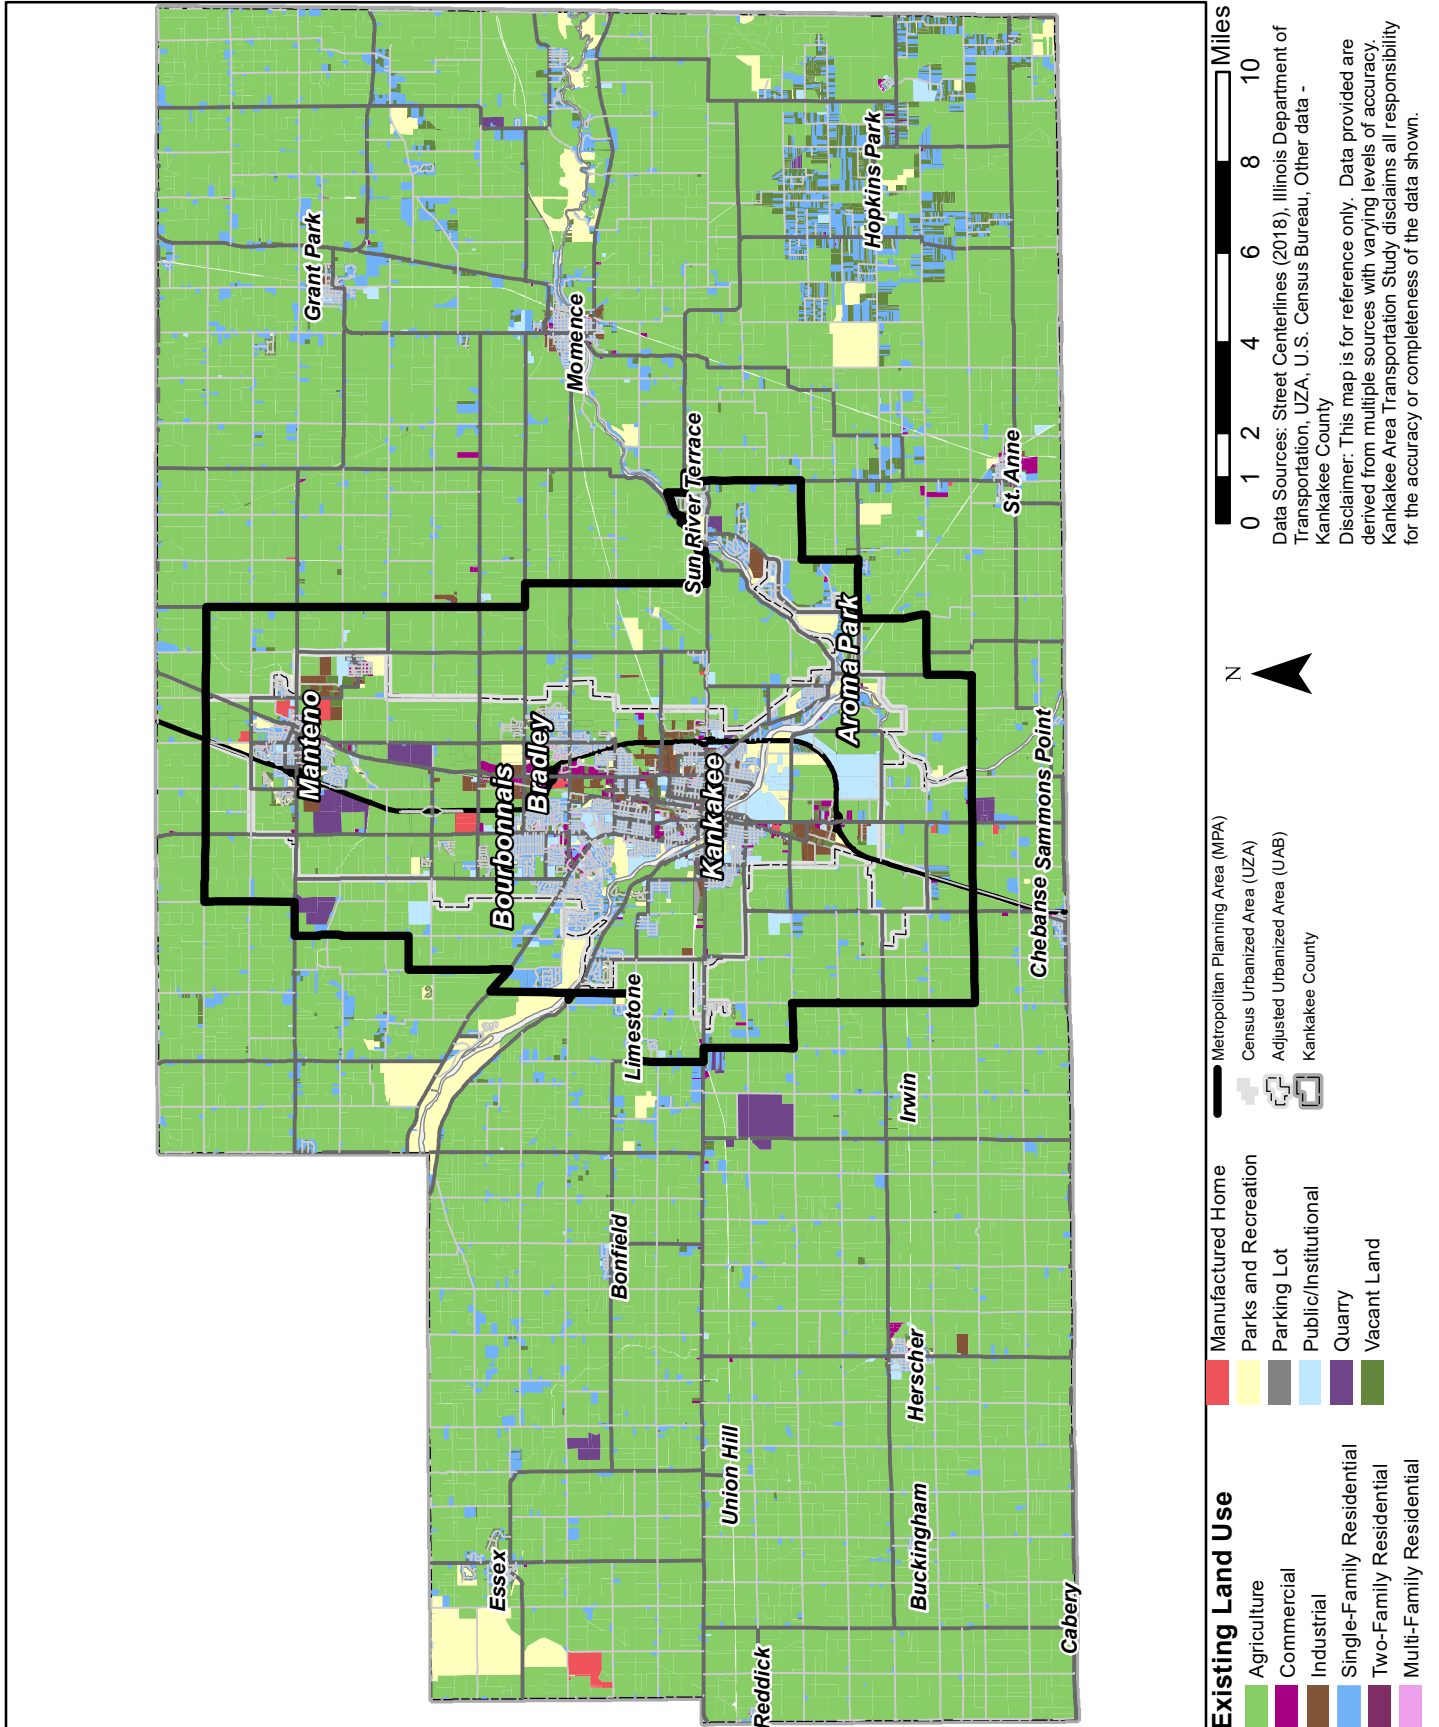 Grant Park
Momence
Hopkins Park
Sun River Terrace
St. Anne
Manteno
Bradley
Bourbonnais
Kankakee
Aroma Park
Chebanse
Sammons Point
Limestone
Irwin
Bonfield
Herscher
Union Hill
Buckingham
Essex
Reddick
Cabery
Existing Land Use
Agriculture
Commercial
Industrial
Single-Family Residential
Two-Family Residential
Multi-Family Residential
Manufactured Home
Parks and Recreation
Parking Lot
Public/Institutional
Quarry
Vacant Land
Metropolitan Planning Area (MPA)
Census Urbanized Area (UZA)
Adjusted Urbanized Area (UAB)
Kankakee County
N
0 1 2 4 6 8 10
Miles
Data Sources: Street Centerlines (2018), Illinois Department of
Transportation, UZA, U.S. Census Bureau, Other data -
Kankakee County
Disclaimer: This map is for reference only. Data provided are
derived from multiple sources with varying levels of accuracy.
Kankakee Area Transportation Study disclaims all responsibility
for the accuracy or completeness of the data shown.